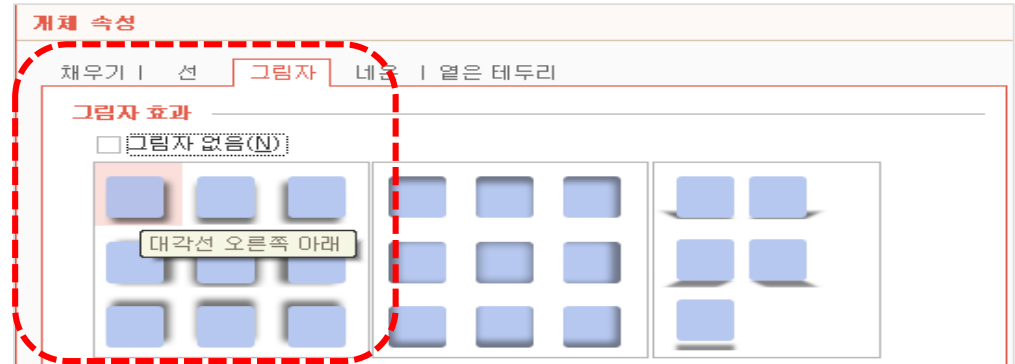 개체 속성
채우기 | 선 그림자 네온 | 옅은 테두리
그림자 효과
그림자 없음(N)
대각선 오른쪽 아래